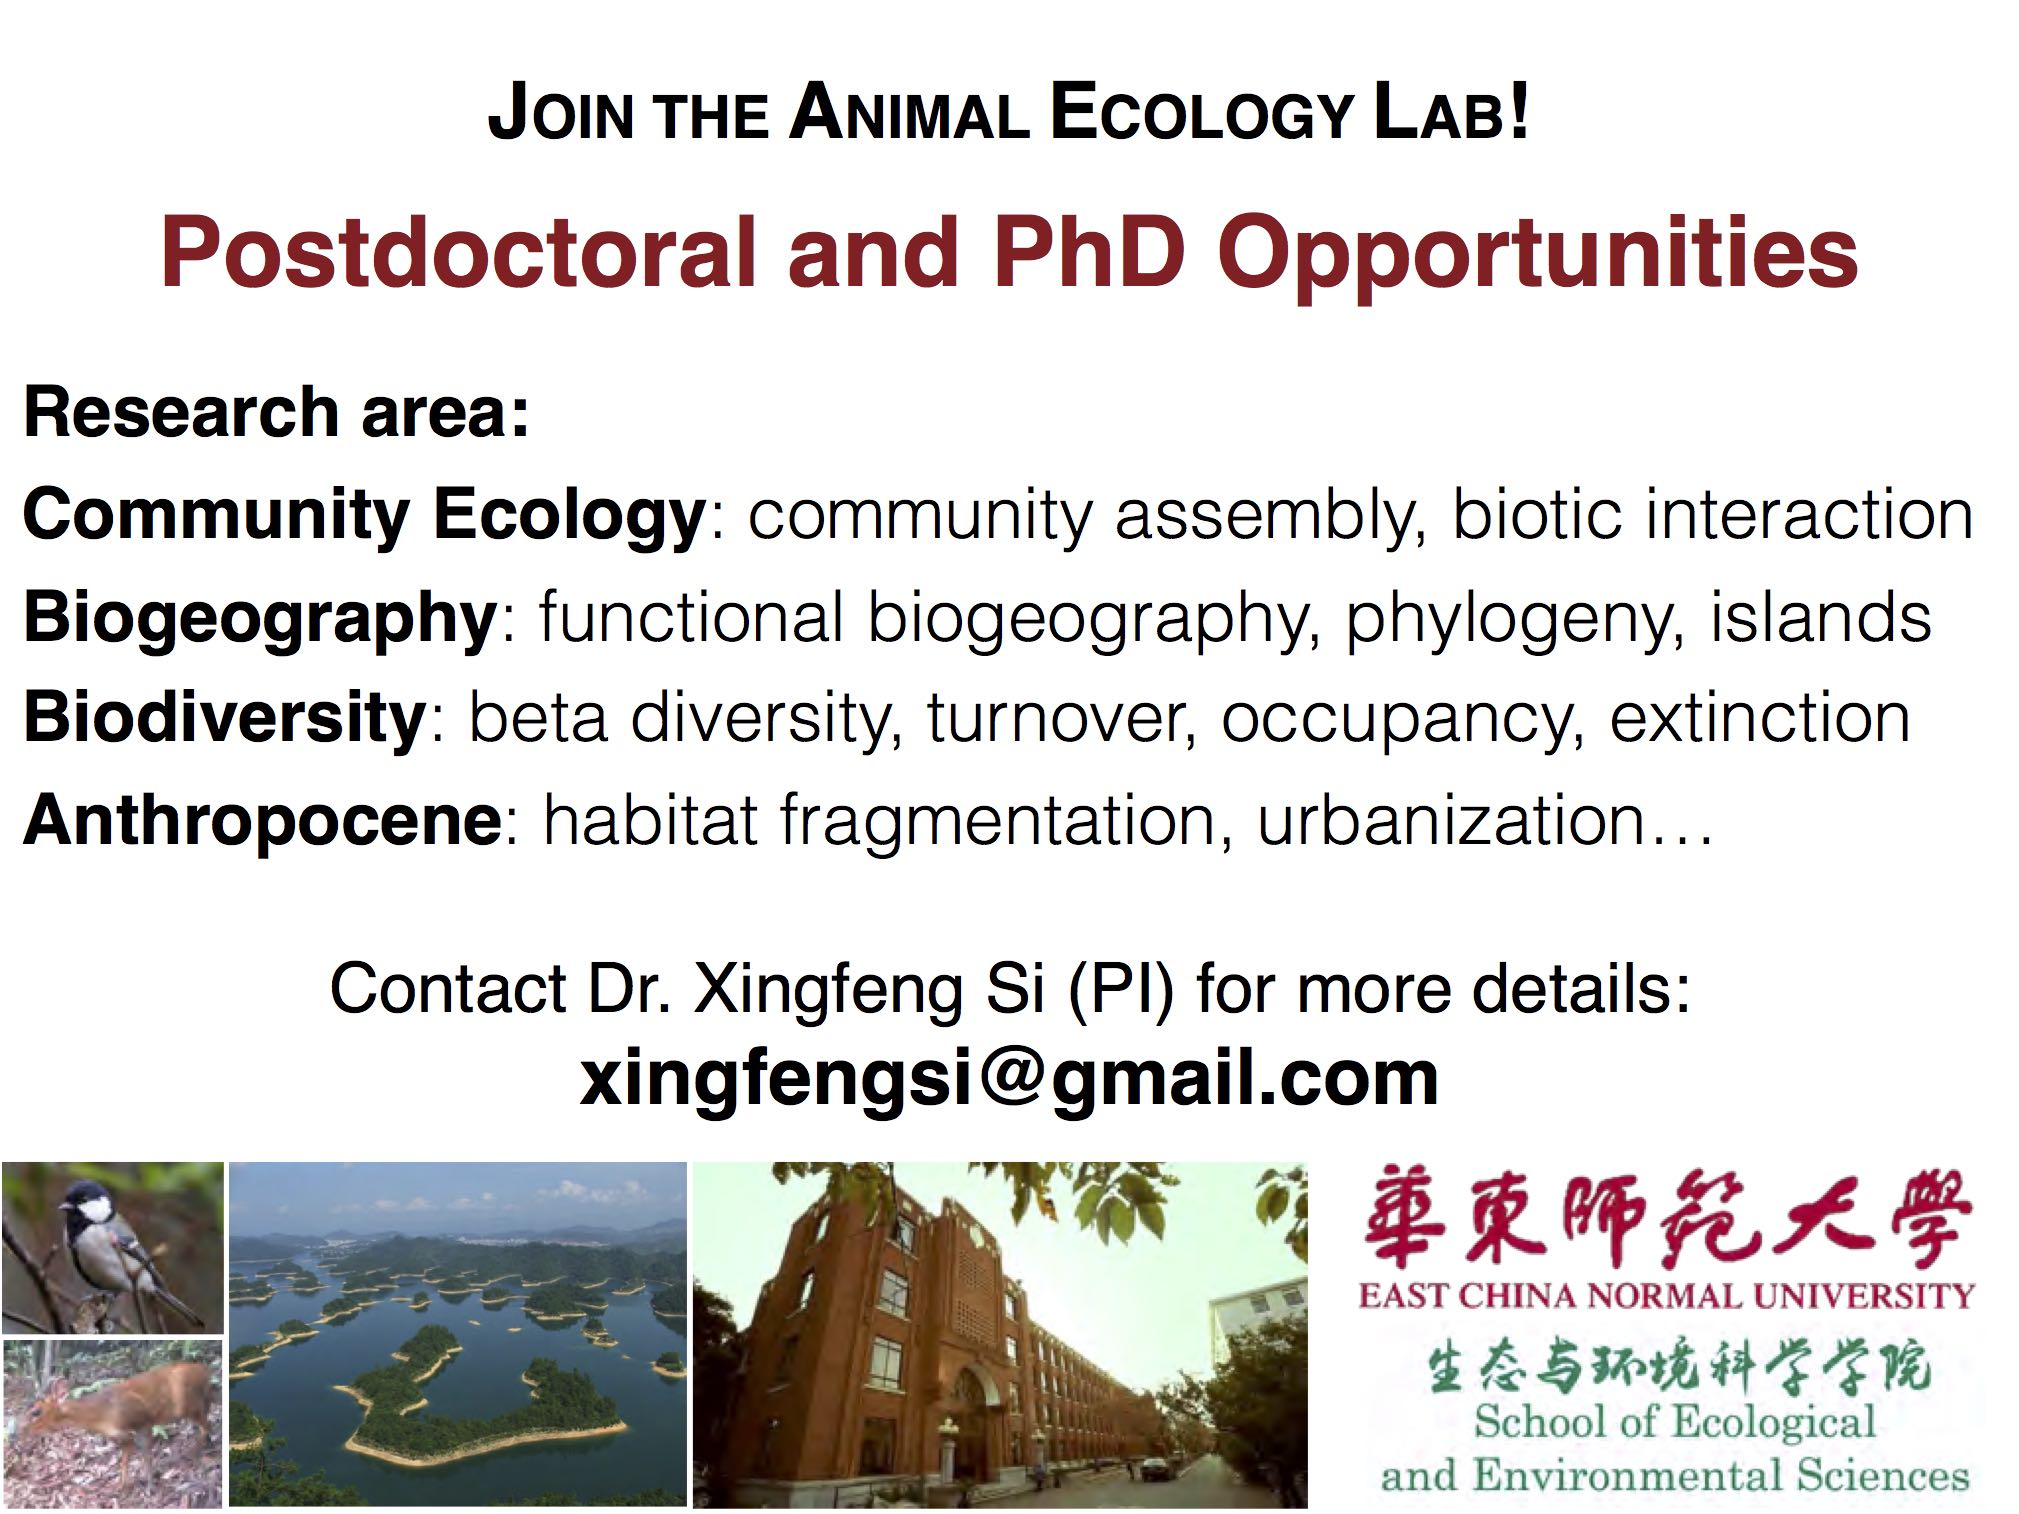 JOIN THE ANIMAL ECOLOGY LAB!
Postdoctoral and PhD Opportunities
Research area:
Community Ecology: community assembly, biotic interaction
Biogeography: functional biogeography, phylogeny, islands
Biodiversity: beta diversity, turnover, occupancy, extinction
Anthropocene: habitat fragmentation, urbanization…
Contact Dr. Xingfeng Si (PI) for more details:
xingfengsi@gmail.com
華東师范大學
EAST CHINA NORMAL UNIVERSITY
生态与环境科学学院
School of Ecological
and Environmental Sciences